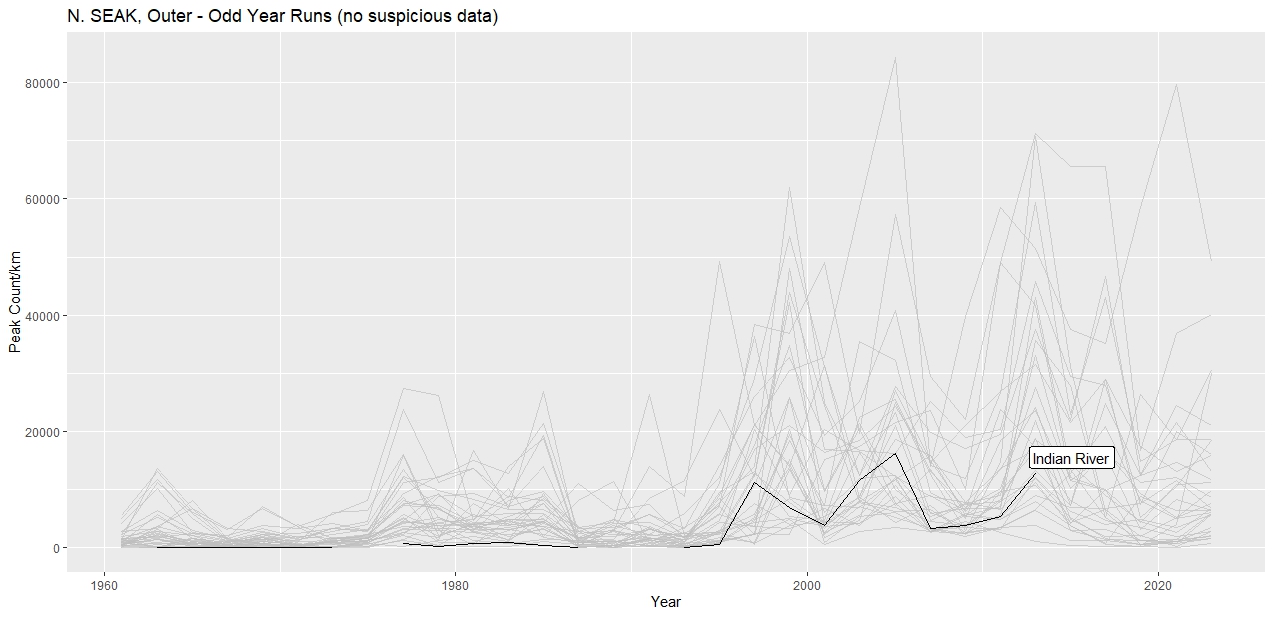 N. SEAK, Outer - Odd Year Runs (no suspicious data)
80000
60000
40000
20000
0
Peak Count/km
Indian River
1960
1980
2000
2020
Year